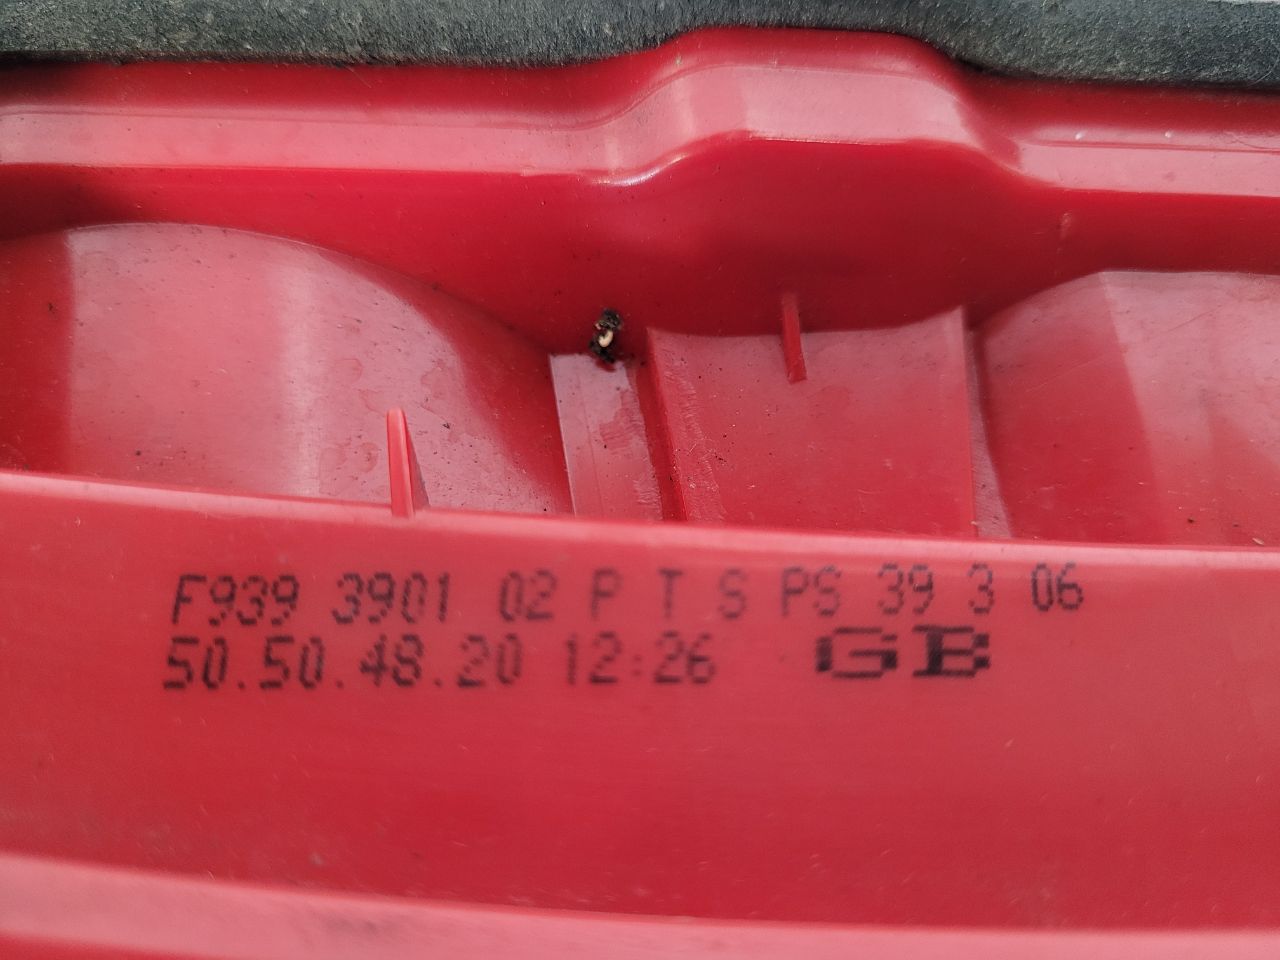 F939 3901 02 P T S PS 39 3 06
50.50.48.20 12:26 GB